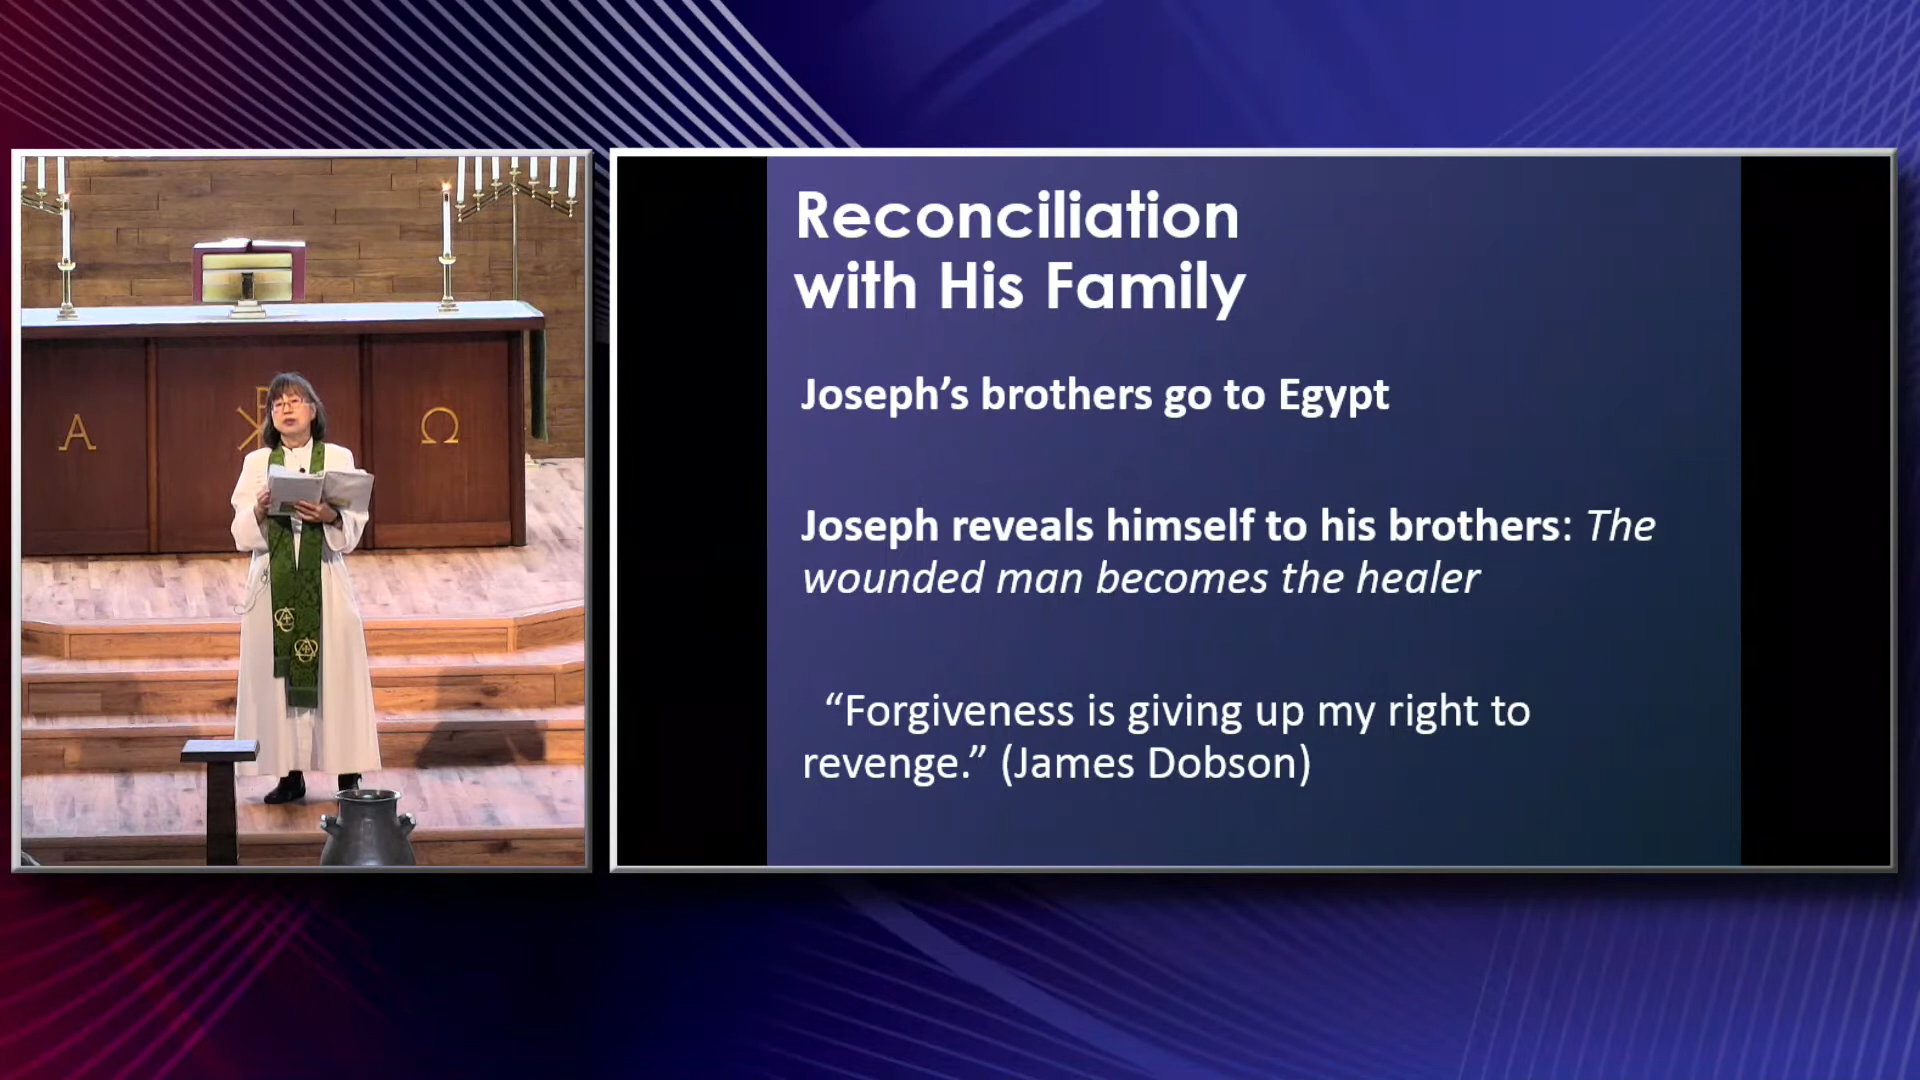 Reconciliation
with His Family
Joseph’s brothers go to Egypt
Joseph reveals himself to his brothers: The
wounded man becomes the healer
“Forgiveness is giving up my right to
revenge.” (James Dobson)
Α
Ω